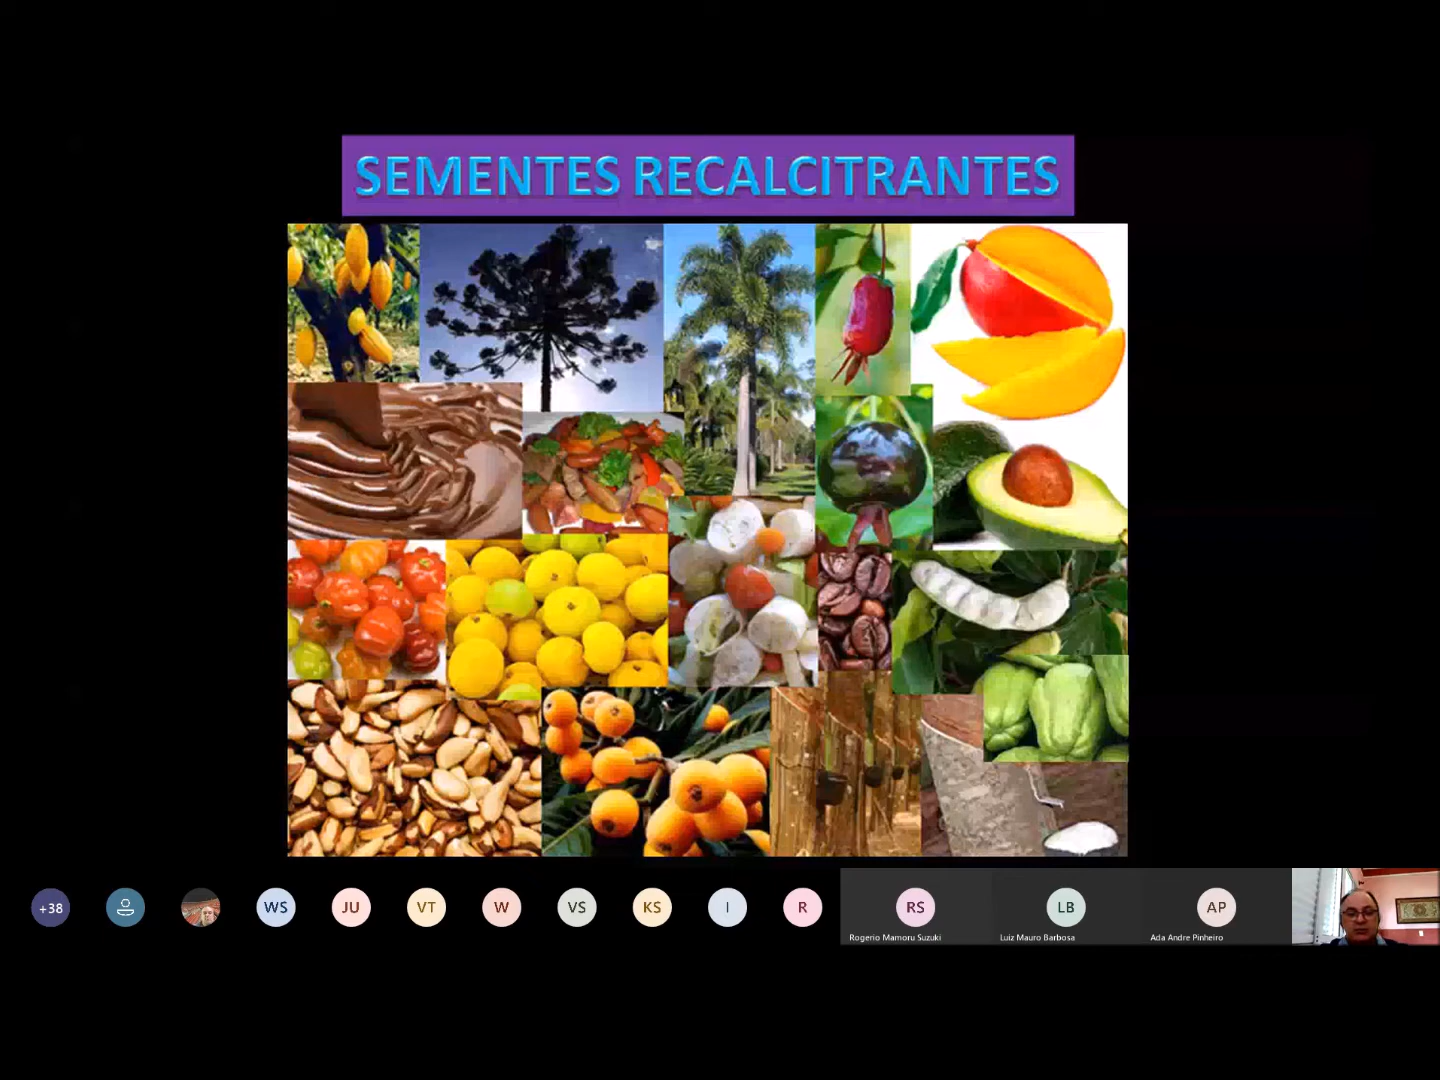 SEMENTES RECALCITRANTES
+38
WS
JU
VT
W
VS
KS
I
R
RS
LB
AP
Rogerio Mamoru Suzuki
Luiz Mauro Barbosa
Ada Andre Pinheiro